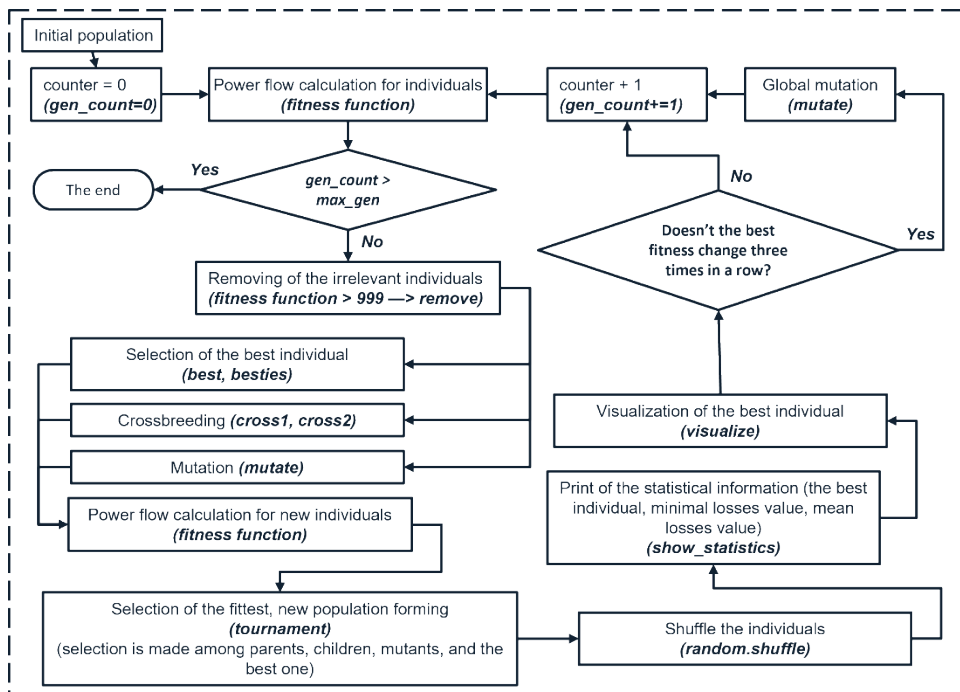 Initial population
counter = 0
(gen_count=0)
Power flow calculation for individuals
(fitness function)
counter + 1
(gen_count+=1)
Global mutation
(mutate)
Yes
The end
gen_count >
max_gen
No
No
Doesn't the best
fitness change three
times in a row?
Yes
Removing of the irrelevant individuals
(fitness function > 999 —> remove)
Selection of the best individual
(best, besties)
Crossbreeding (cross1, cross2)
Mutation (mutate)
Power flow calculation for new individuals
(fitness function)
Selection of the fittest, new population forming
(tournament)
(selection is made among parents, children, mutants, and the
best one)
Shuffle the individuals
(random.shuffle)
Print of the statistical information (the best
individual, minimal losses value, mean
losses value)
(show_statistics)
Visualization of the best individual
(visualize)